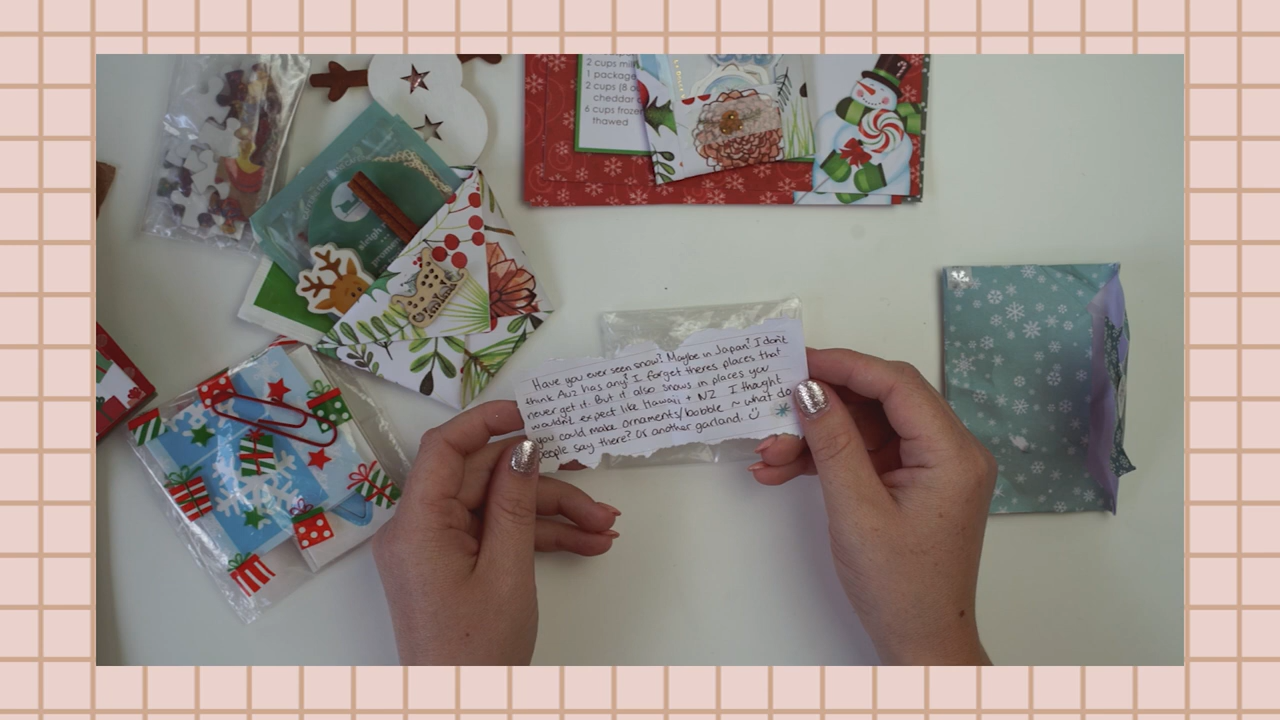 2 cups mil
1 package
2 cups (8 o
cheddar c
6 cups frozen
thawed
sleigh
Have you ever seen snow? Maybe in Japan? I don't
think Auz has any? I forget theres places that
never get it. But it also snows in places you
wouldn't expect like Hawaii + NZ. I thought
you could make ornaments/bobble ~ what do
people say there? Or another garland.